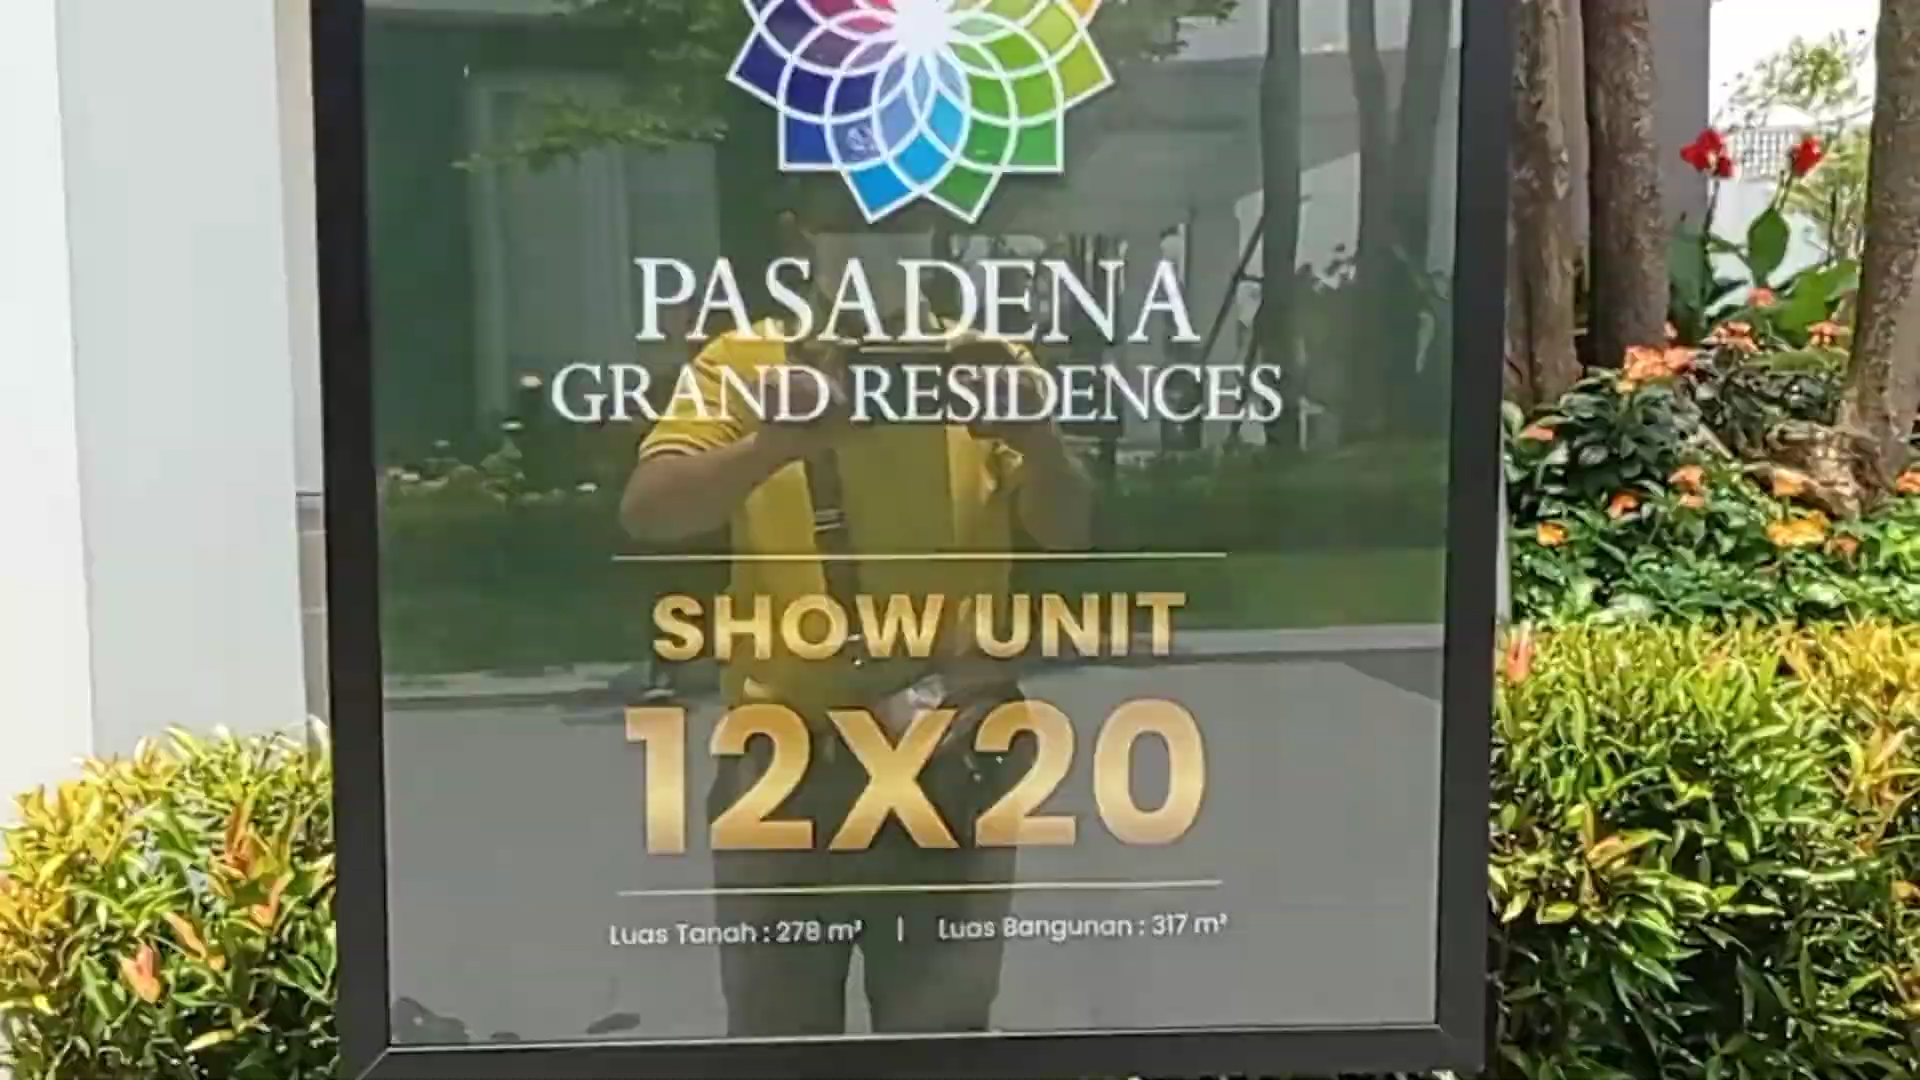 PASADENA
GRAND RESIDENCES
SHOW UNIT
12X20
Luas Tanah : 278 m² | Luas Bangunan : 317 m²